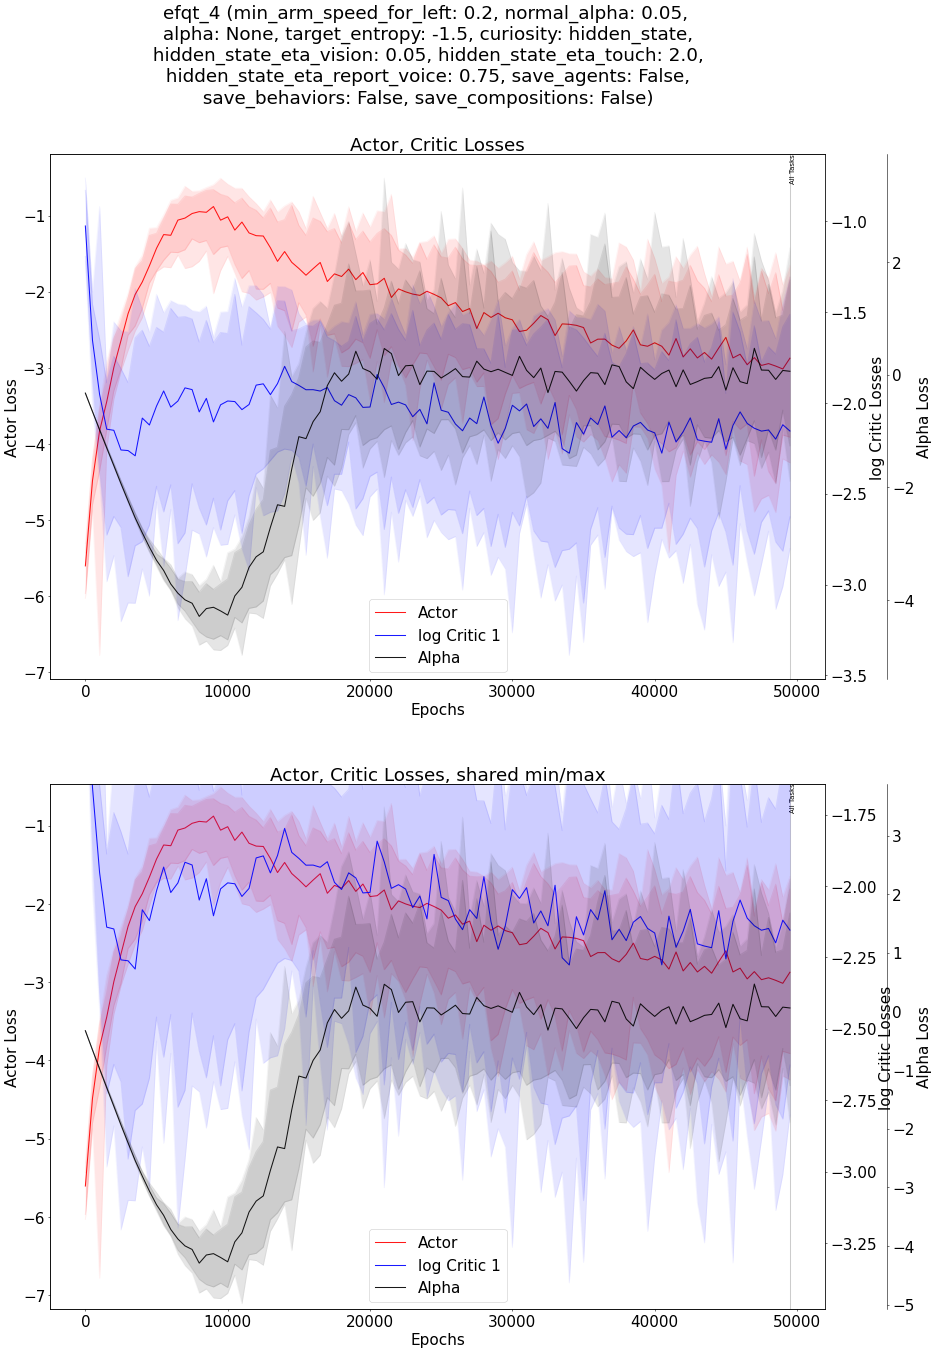 efqt_4 (min_arm_speed_for_left: 0.2, normal_alpha: 0.05,
alpha: None, target_entropy: -1.5, curiosity: hidden_state,
hidden_state_eta_vision: 0.05, hidden_state_eta_touch: 2.0,
hidden_state_eta_report_voice: 0.75, save_agents: False,
save_behaviors: False, save_compositions: False)
Actor, Critic Losses
All Tasks
−1
−2
−3
−4
−5
−6
−7
Actor Loss
−1.0
−1.5
−2.0
−2.5
−3.0
−3.5
log Critic Losses
2
0
−2
−4
Alpha Loss
Actor
log Critic 1
Alpha
0 10000 20000 30000 40000 50000
Epochs
Actor, Critic Losses, shared min/max
All Tasks
−1
−2
−3
−4
−5
−6
−7
Actor Loss
−1.75
−2.00
−2.25
−2.50
−2.75
−3.00
−3.25
log Critic Losses
3
2
1
0
−1
−2
−3
−4
−5
Alpha Loss
Actor
log Critic 1
Alpha
0 10000 20000 30000 40000 50000
Epochs